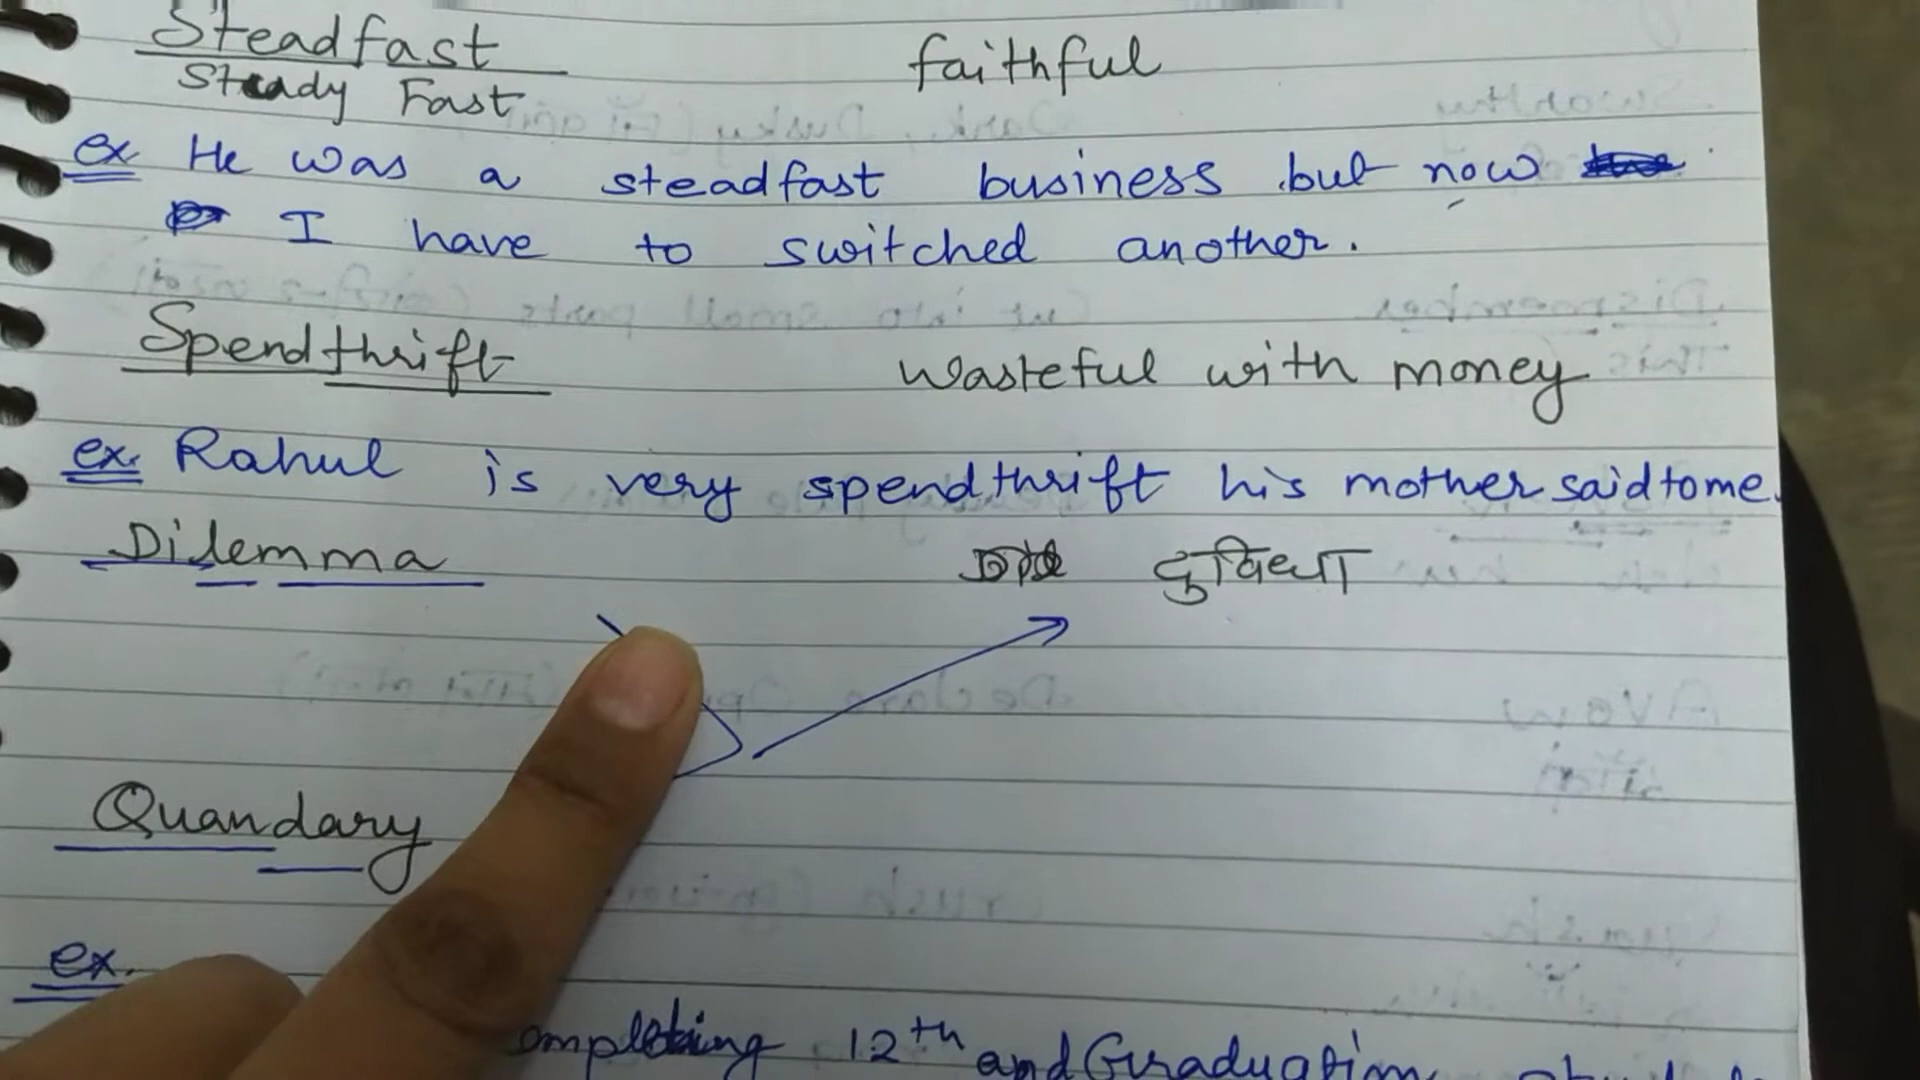 Steadfast faithful
Steady Fast
ex He was a steadfast business but now
I have to switched another.
Spendthrift Wasteful with money
ex. Rahul is very spendthrift his mother said to me.
Dilemma दुविधा
Quandary
ex.
ompleting 12th and Graduation